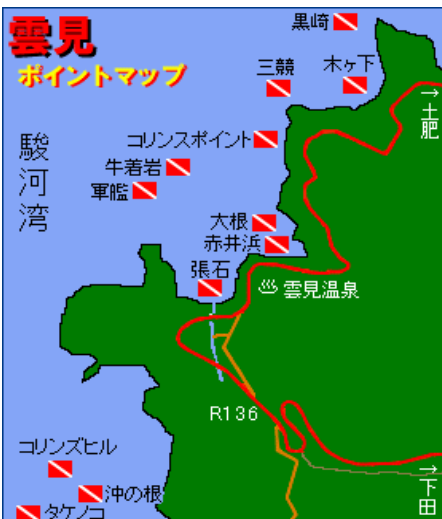 雲見
ポイントマップ
黒崎
三競
木ヶ下
→土肥
コリンスポイント
駿河湾
牛着岩
軍艦
大根
赤井浜
張石
雲見温泉
R136
コリンズヒル
沖の根
タケノコ
→下田